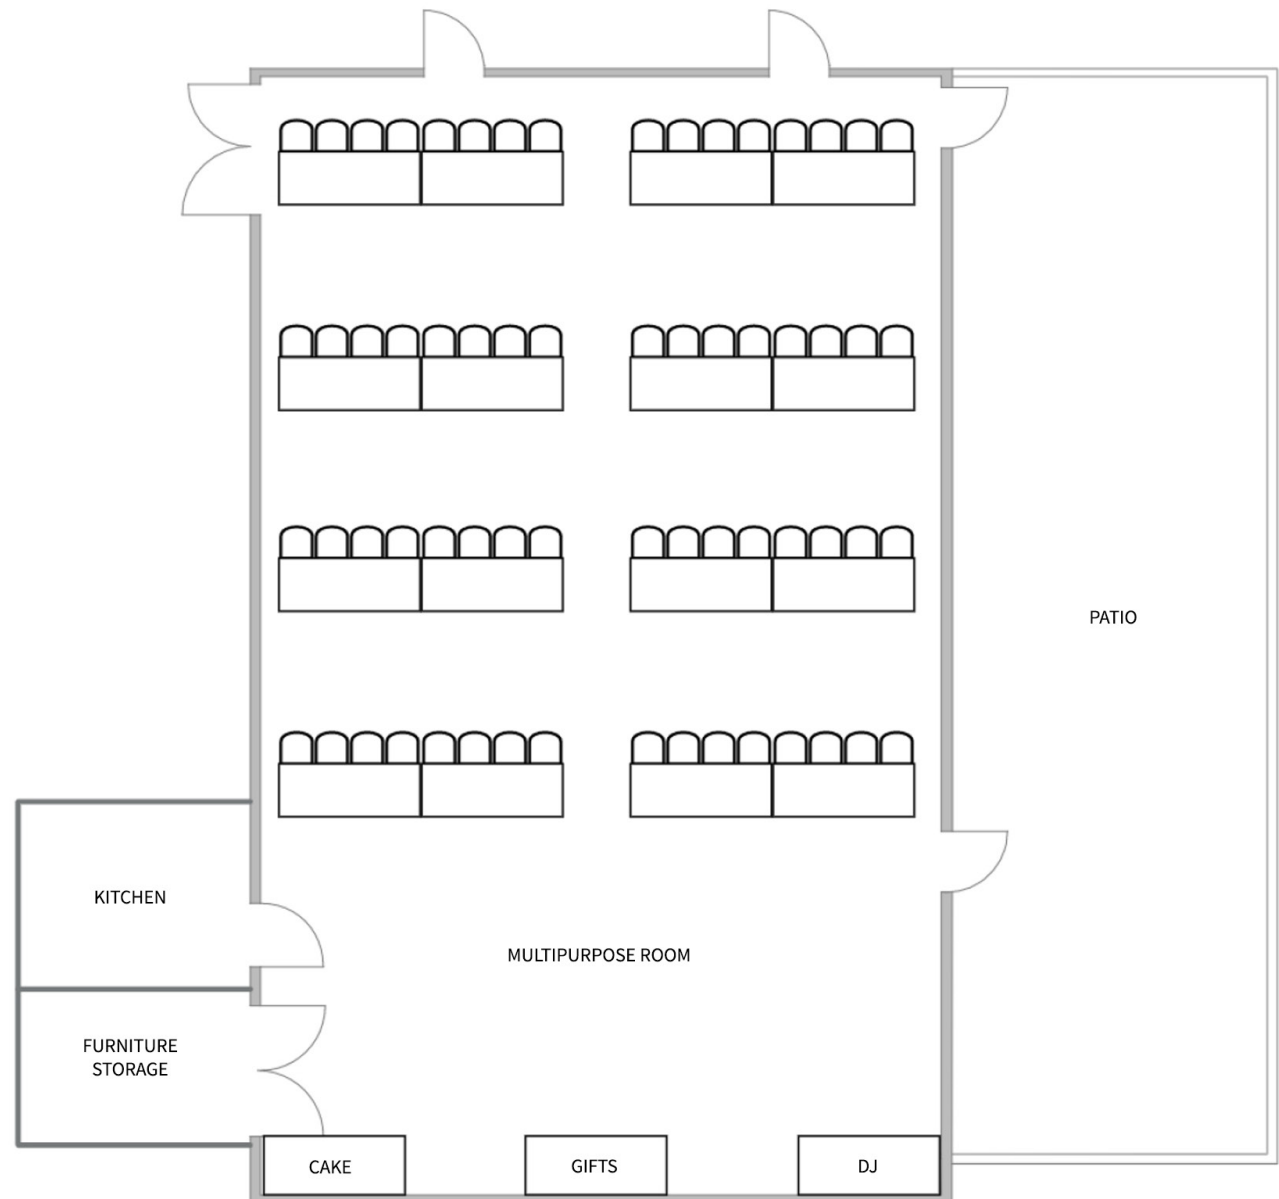 PATIO
KITCHEN
MULTIPURPOSE ROOM
FURNITURE
STORAGE
CAKE
GIFTS
DJ